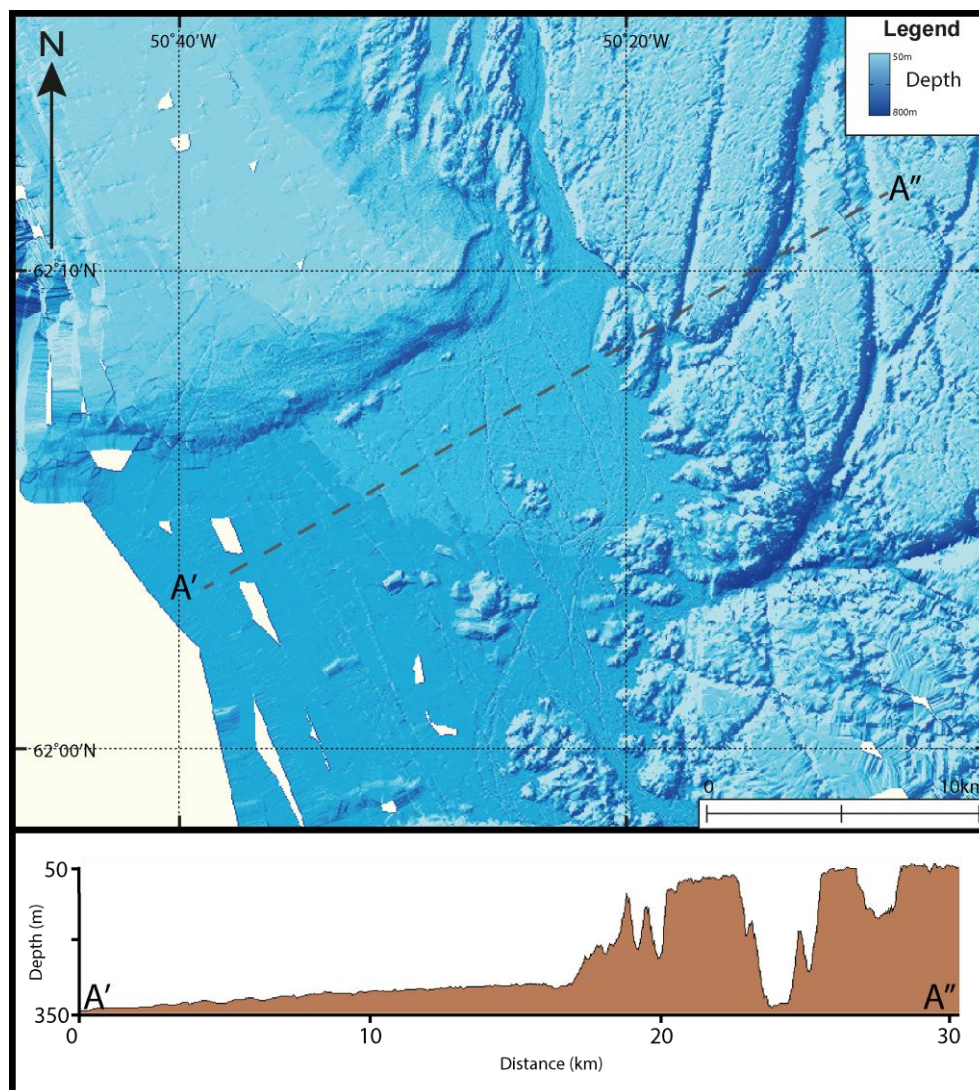 N
50˚40'W
50˚20'W
Legend
50m
Depth
800m
A''
62˚10'N
A'
62˚00'N
0
10km
50
Depth (m)
350
A'
A''
0
10
20
30
Distance (km)